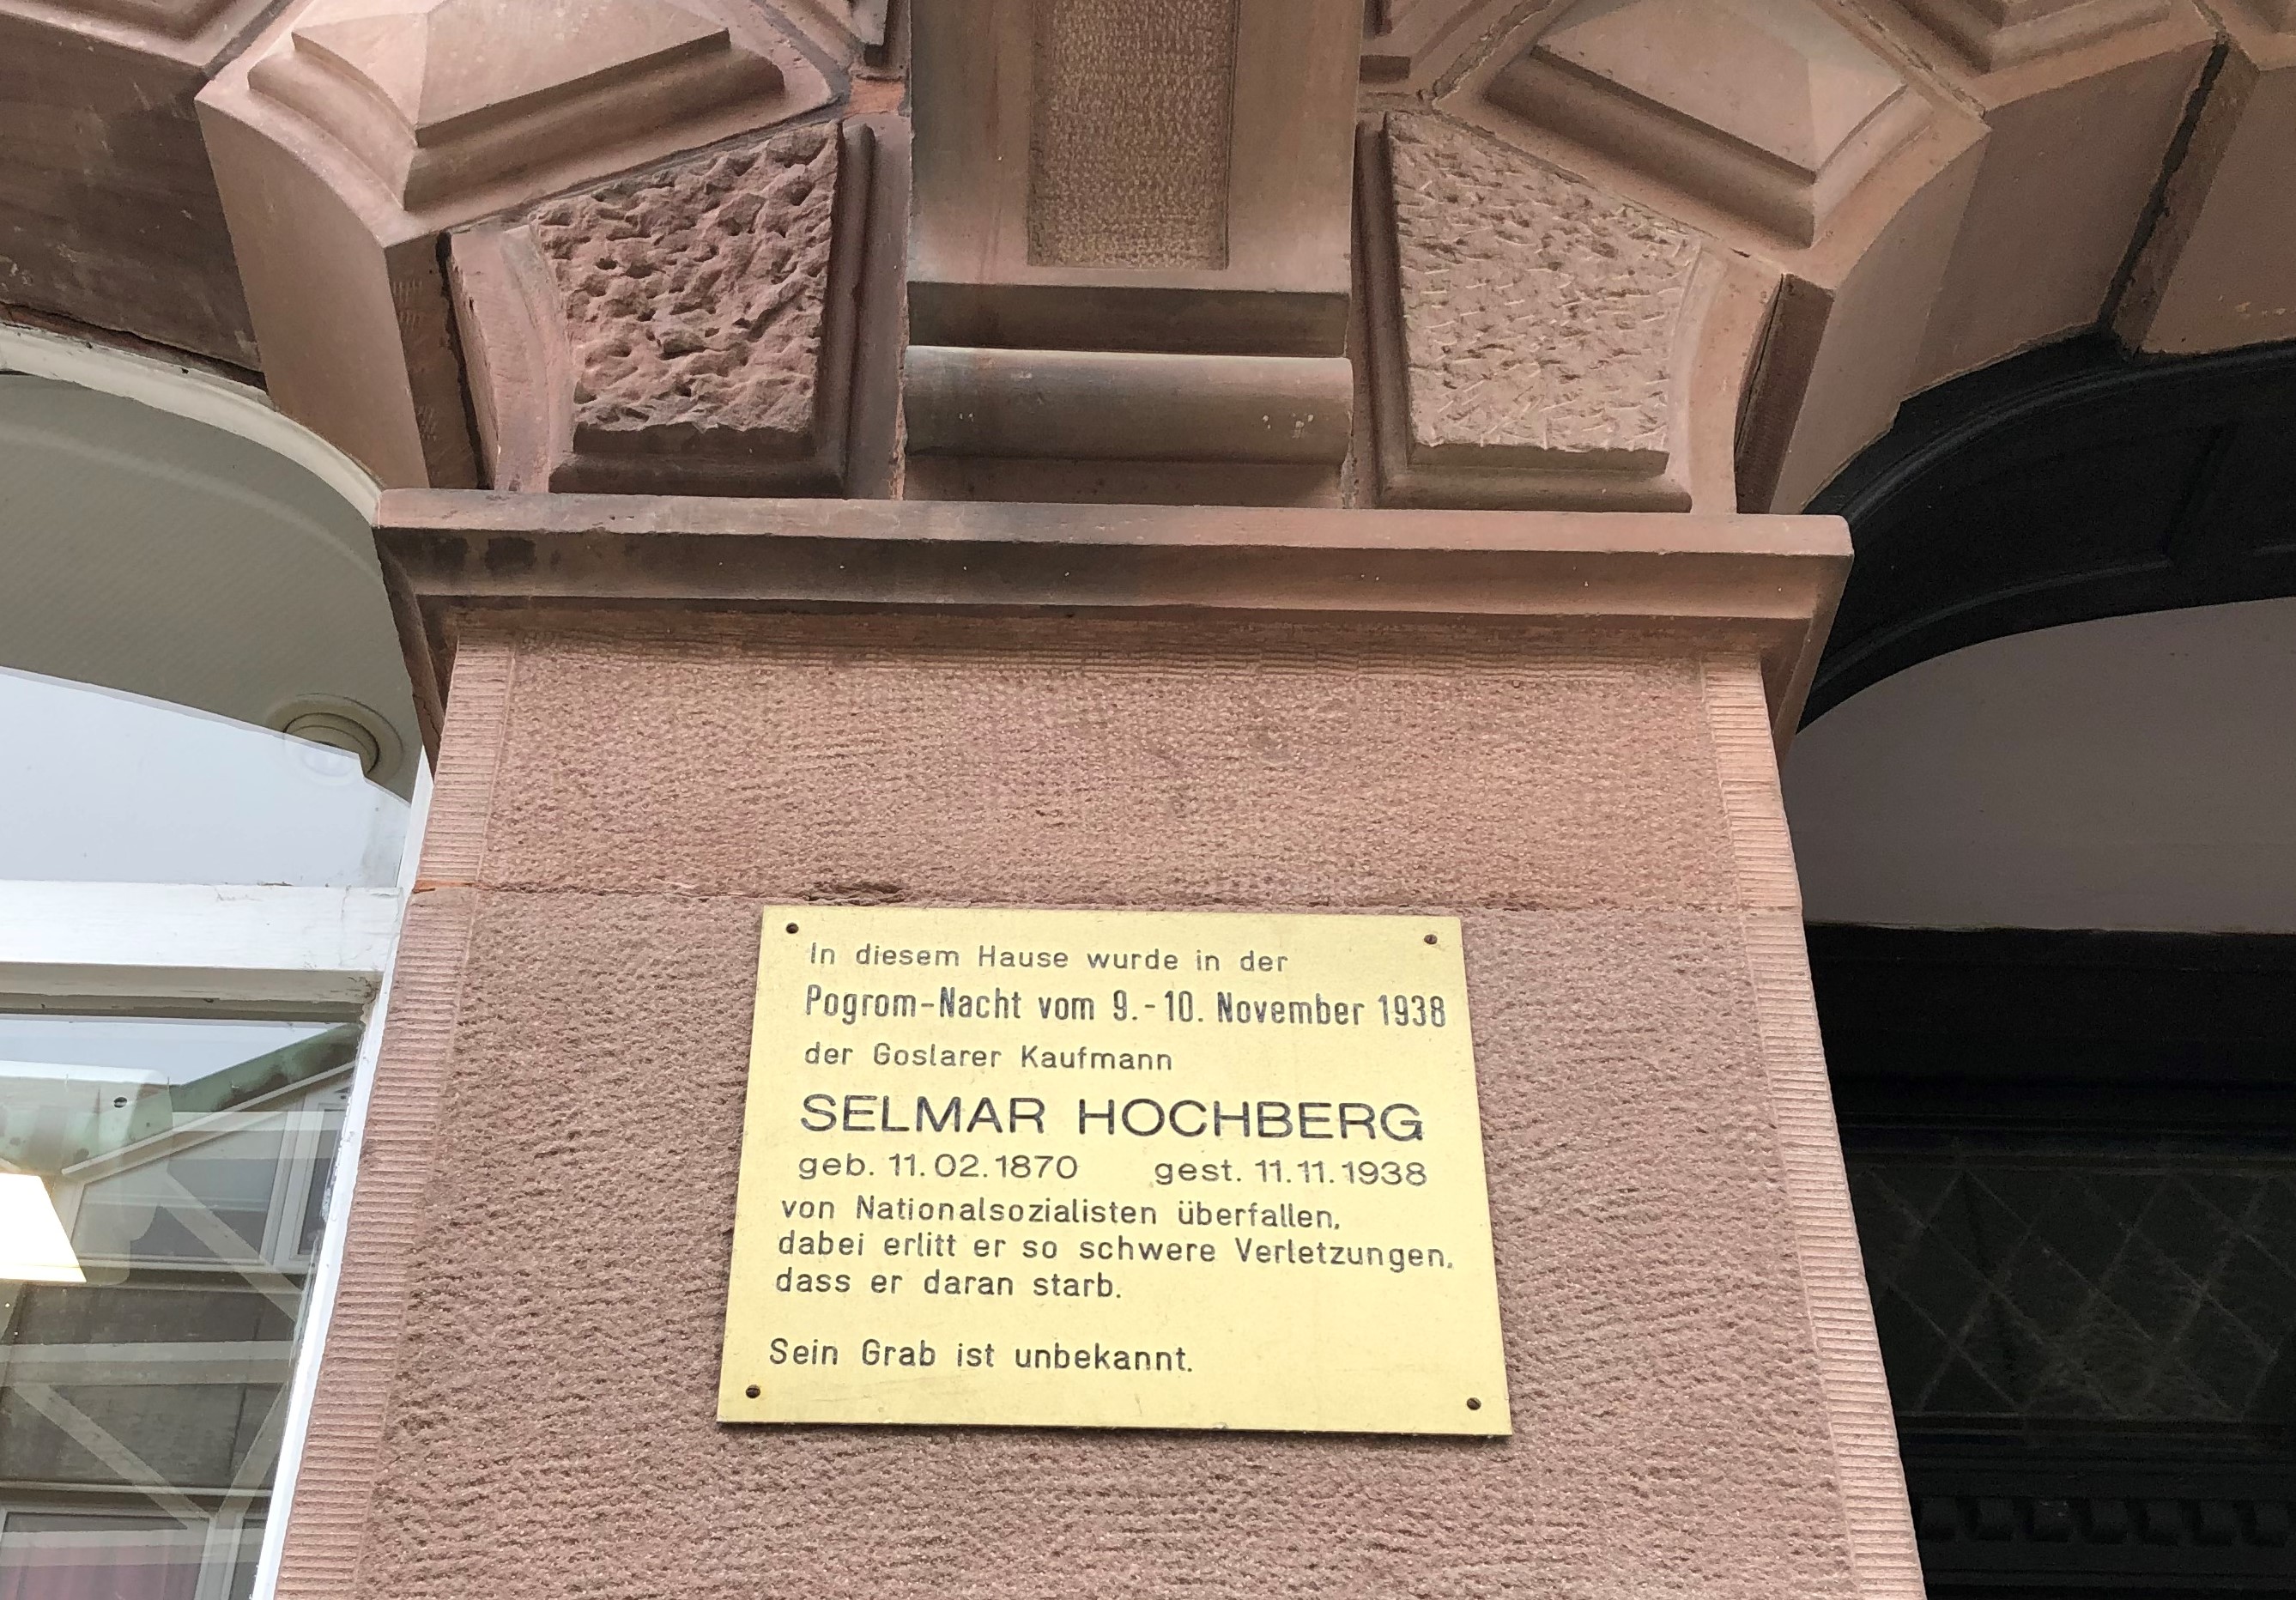 In diesem Hause wurde in der
Pogrom-Nacht vom 9.-10. November 1938
der Goslarer Kaufmann
SELMAR HOCHBERG
geb. 11.02.1870 gest. 11.11.1938
von Nationalsozialisten überfallen,
dabei erlitt er so schwere Verletzungen,
dass er daran starb.
Sein Grab ist unbekannt.